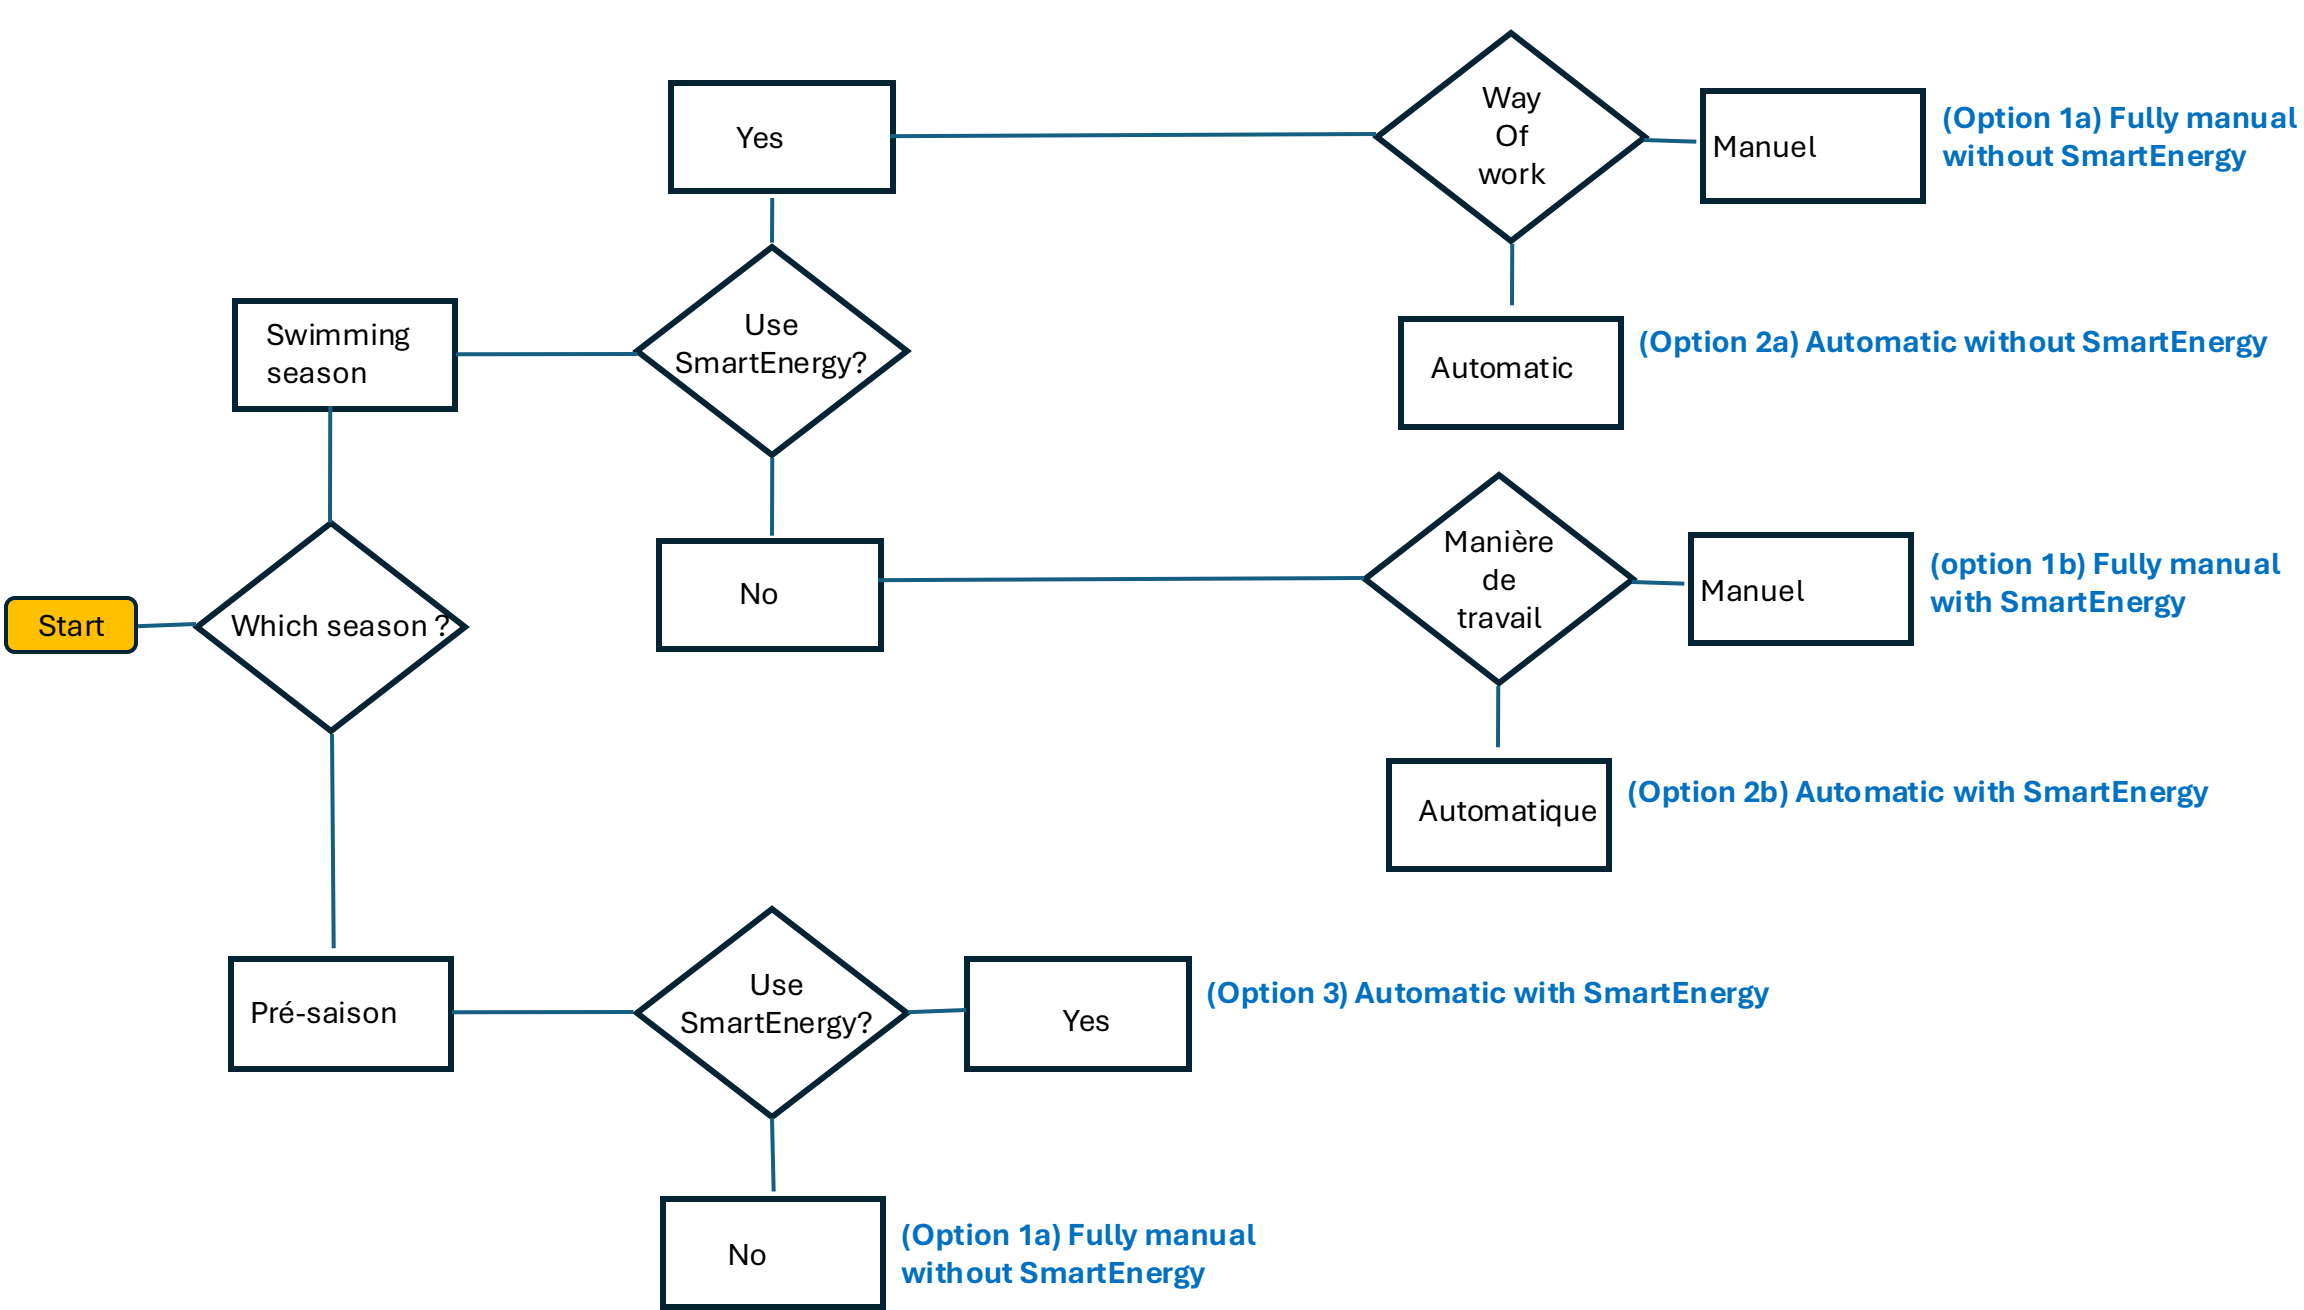 Way
Of
work
Yes
Manuel
(Option 1a) Fully manual
without SmartEnergy
Swimming
season
Use
SmartEnergy?
Automatic
(Option 2a) Automatic without SmartEnergy
Start
Which season ?
No
Manière
de
travail
Manuel
(option 1b) Fully manual
with SmartEnergy
Automatique
(Option 2b) Automatic with SmartEnergy
Pré-saison
Use
SmartEnergy?
Yes
(Option 3) Automatic with SmartEnergy
No
(Option 1a) Fully manual
without SmartEnergy